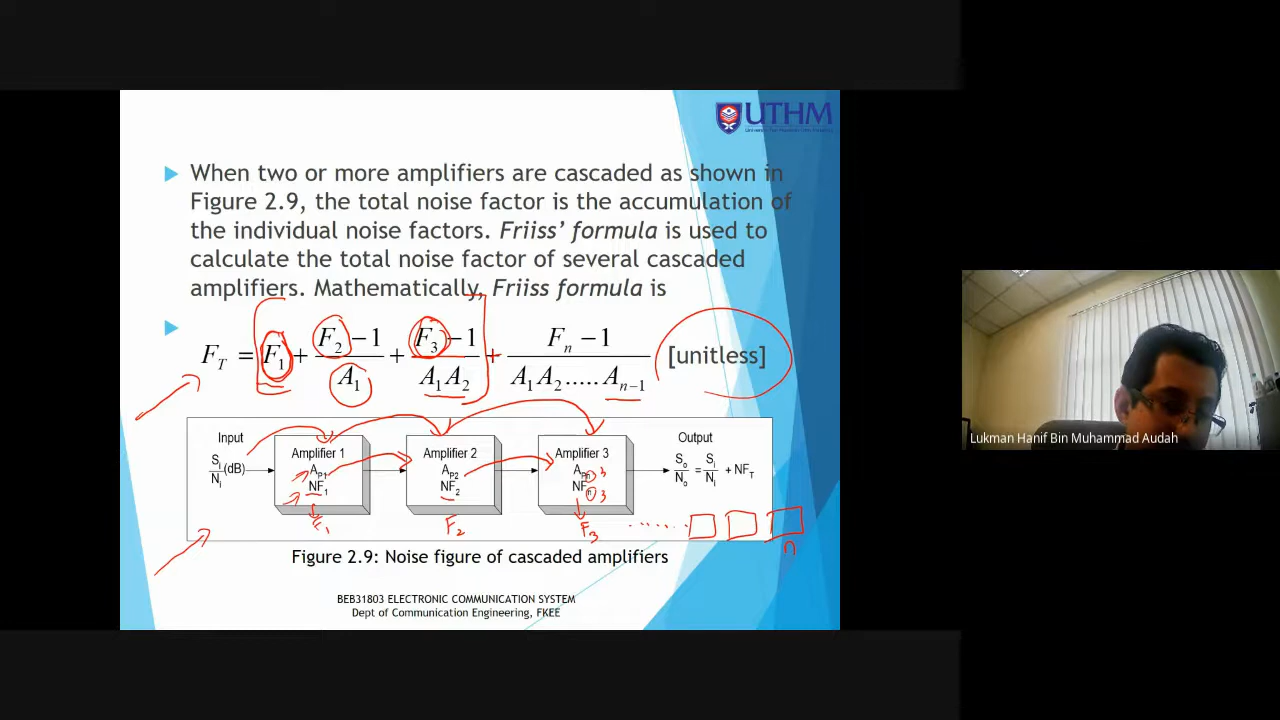 UTHM
When two or more amplifiers are cascaded as shown in
Figure 2.9, the total noise factor is the accumulation of
the individual noise factors. Friiss’ formula is used to
calculate the total noise factor of several cascaded
amplifiers. Mathematically, Friiss formula is
F_T = F_1 + (F_2 − 1)/A_1 + (F_3 − 1)/(A_1 A_2) + (F_n − 1)/(A_1 A_2 ..... A_{n−1}) [unitless]
Input
S_i/N_i (dB)
Amplifier 1
A_P1
NF_1
F_1
Amplifier 2
A_P2
NF_2
F_2
Amplifier 3
A_Pn 3
NF_n 3
F_3
......
n
Output
S_o/N_o = S_i/N_i + NF_T
Figure 2.9: Noise figure of cascaded amplifiers
BEB31803 ELECTRONIC COMMUNICATION SYSTEM
Dept of Communication Engineering, FKEE
Lukman Hanif Bin Muhammad Audah